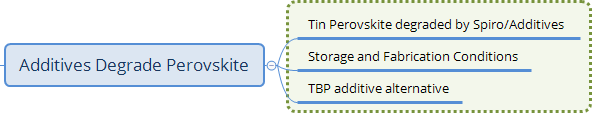 Additives Degrade Perovskite
Tin Perovskite degraded by Spiro/Additives
Storage and Fabrication Conditions
TBP additive alternative